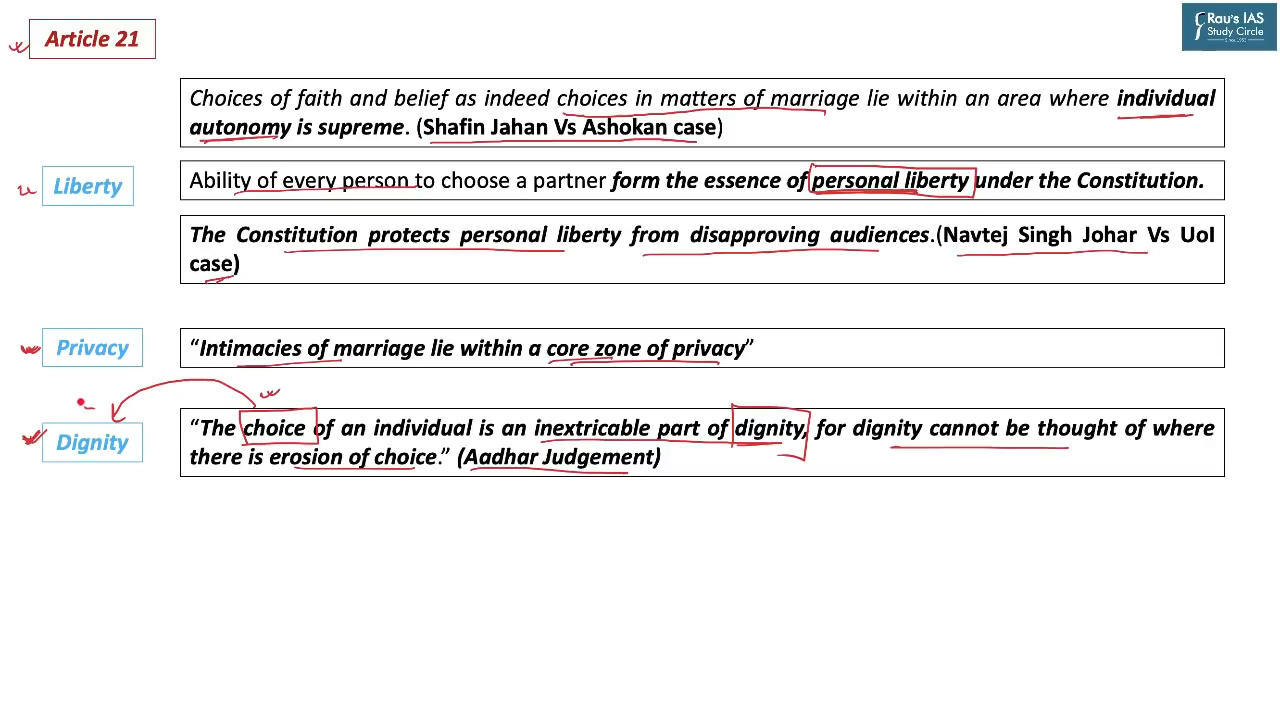 Article 21
Rau's IAS
Study Circle
Since 1953
Choices of faith and belief as indeed choices in matters of marriage lie within an area where individual
autonomy is supreme. (Shafin Jahan Vs Ashokan case)
Liberty
Ability of every person to choose a partner form the essence of personal liberty under the Constitution.
The Constitution protects personal liberty from disapproving audiences.(Navtej Singh Johar Vs UoI
case)
Privacy
“Intimacies of marriage lie within a core zone of privacy”
Dignity
“The choice of an individual is an inextricable part of dignity, for dignity cannot be thought of where
there is erosion of choice.” (Aadhar Judgement)